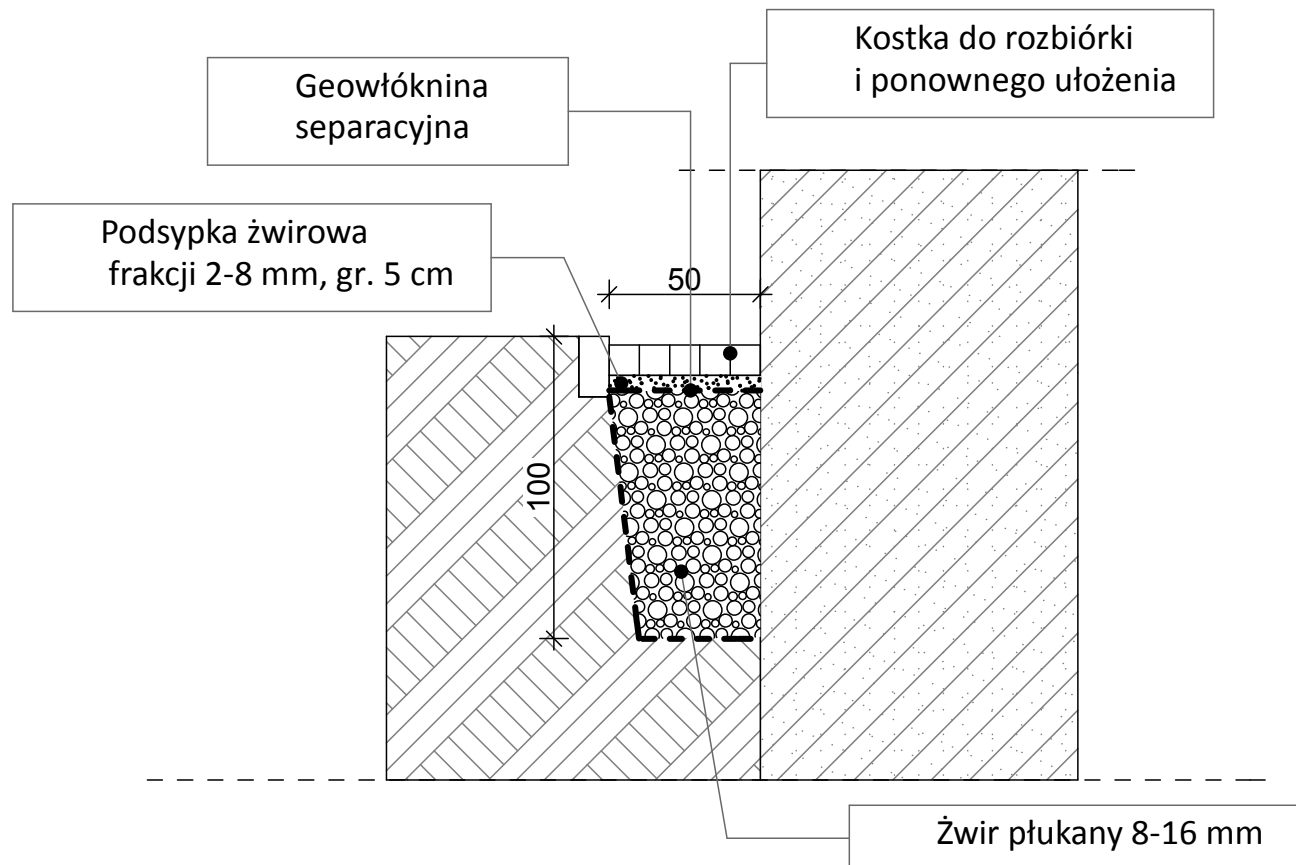 Kostka do rozbiórki
i ponownego ułożenia
Geowłóknina
separacyjna
Podsypka żwirowa
frakcji 2-8 mm, gr. 5 cm
50
100
Żwir płukany 8-16 mm